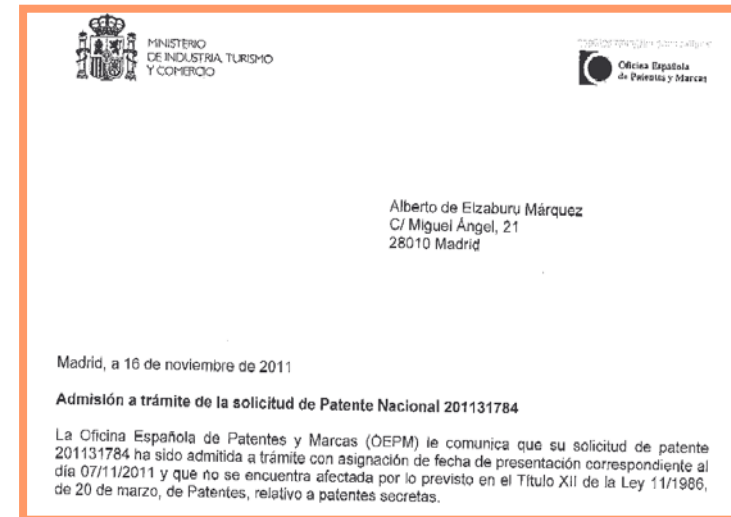 MINISTERIO
DE INDUSTRIA, TURISMO
Y COMERCIO
Oficina Española
de Patentes y Marcas
Alberto de Elzaburu Márquez
C/ Miguel Ángel, 21
28010 Madrid
Madrid, a 16 de noviembre de 2011
Admisión a trámite de la solicitud de Patente Nacional 201131784
La Oficina Española de Patentes y Marcas (OEPM) le comunica que su solicitud de patente
201131784 ha sido admitida a trámite con asignación de fecha de presentación correspondiente al
día 07/11/2011 y que no se encuentra afectada por lo previsto en el Título XII de la Ley 11/1986,
de 20 de marzo, de Patentes, relativo a patentes secretas.